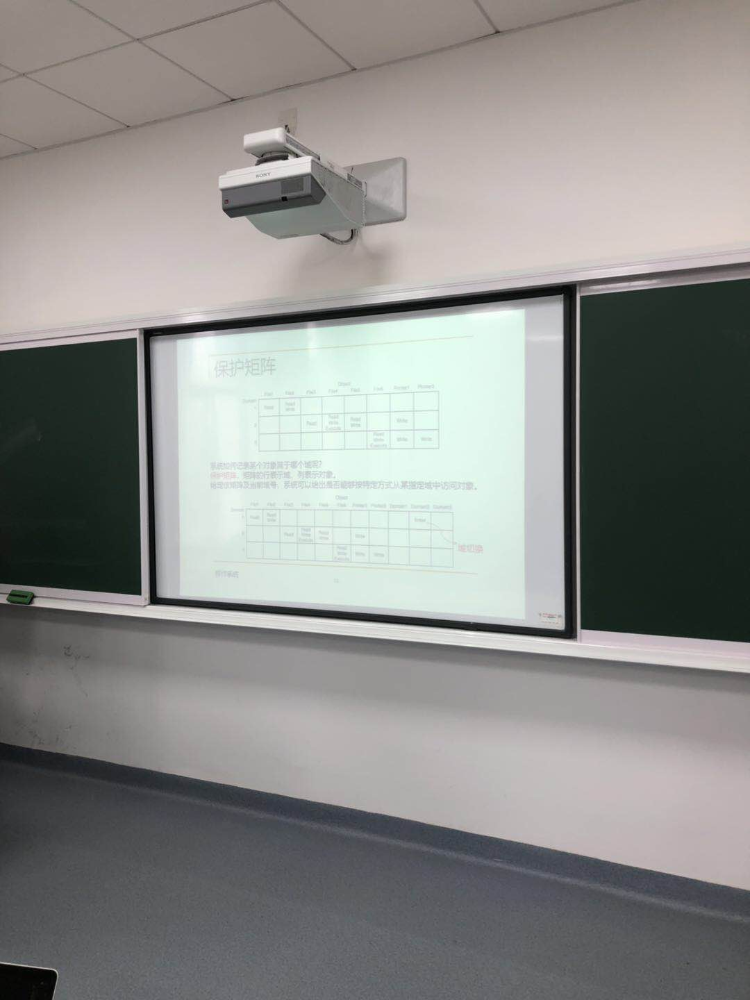 SONY
保护矩阵
Object
File1 File2 File3 File4 File5 File6 Printer1 Printer2
Domain
1 Read Read Write
2 Read Read Write Execute Read Write Write
3 Read Write Execute Write Write
系统如何记录某个对象属于哪个域呢？
保护矩阵，矩阵的行表示域，列表示对象。
给定该矩阵及当前域号，系统可以给出是否能够按特定方式从某指定域中访问对象。
Object
File1 File2 File3 File4 File5 File6 Printer1 Printer2 Domain1 Domain2 Domain3
Domain
1 Read Read Write Enter
2 Read Read Write Execute Read Write Write
3 Read Write Execute Write Write
域切换
操作系统